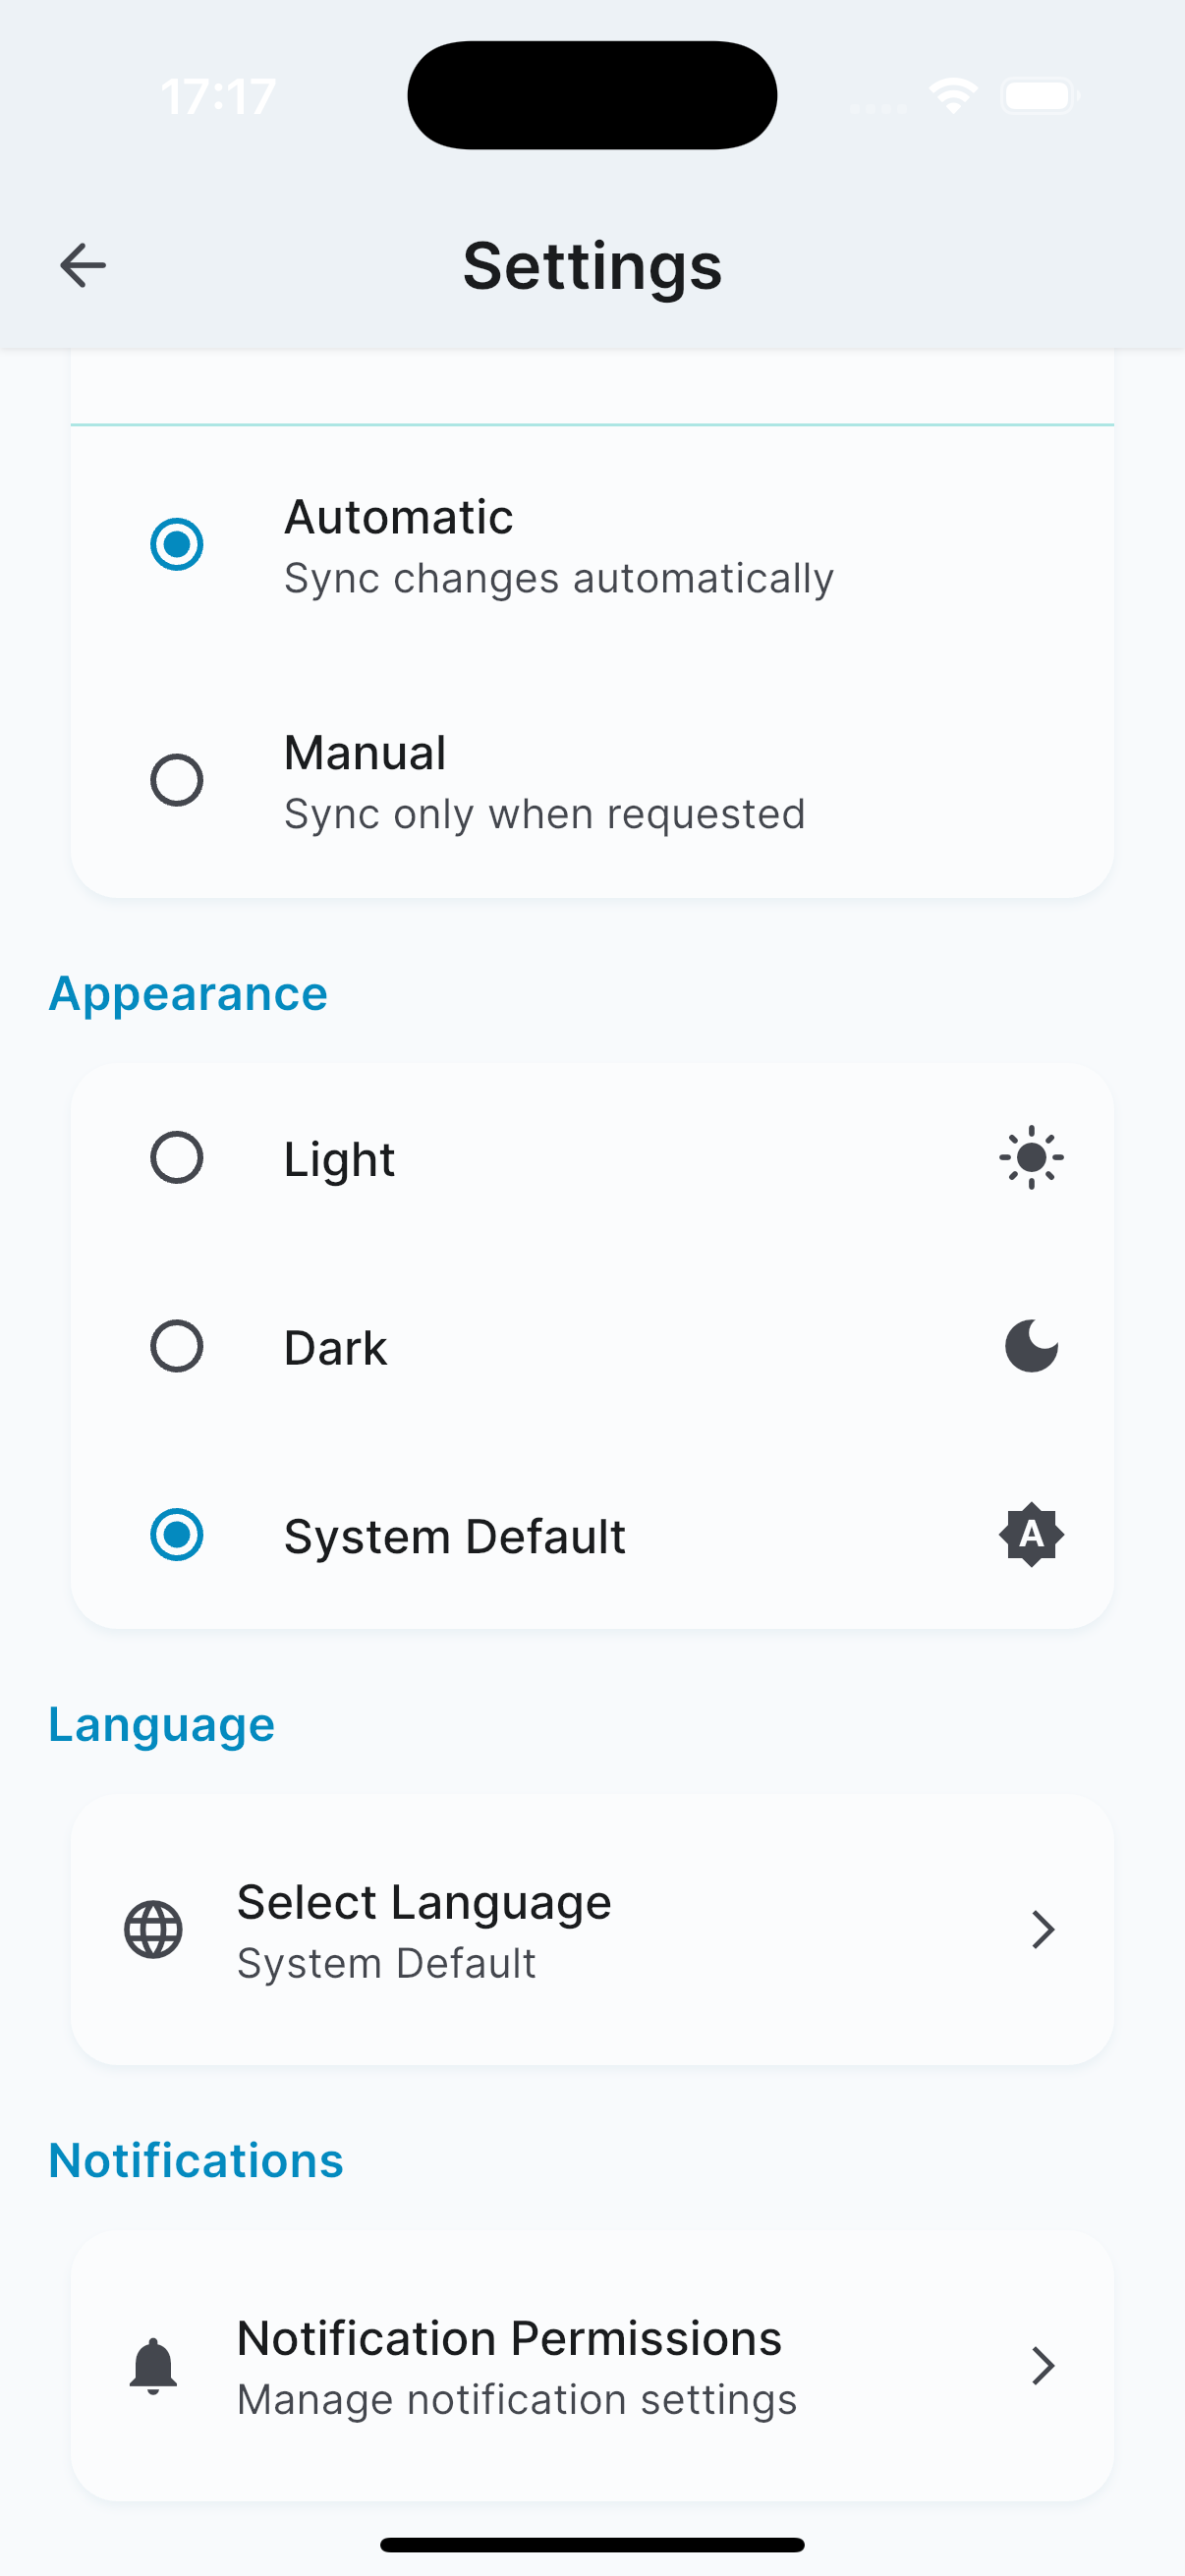 17:17
Settings
Automatic
Sync changes automatically
Manual
Sync only when requested
Appearance
Light
Dark
System Default
A
Language
Select Language
System Default
Notifications
Notification Permissions
Manage notification settings